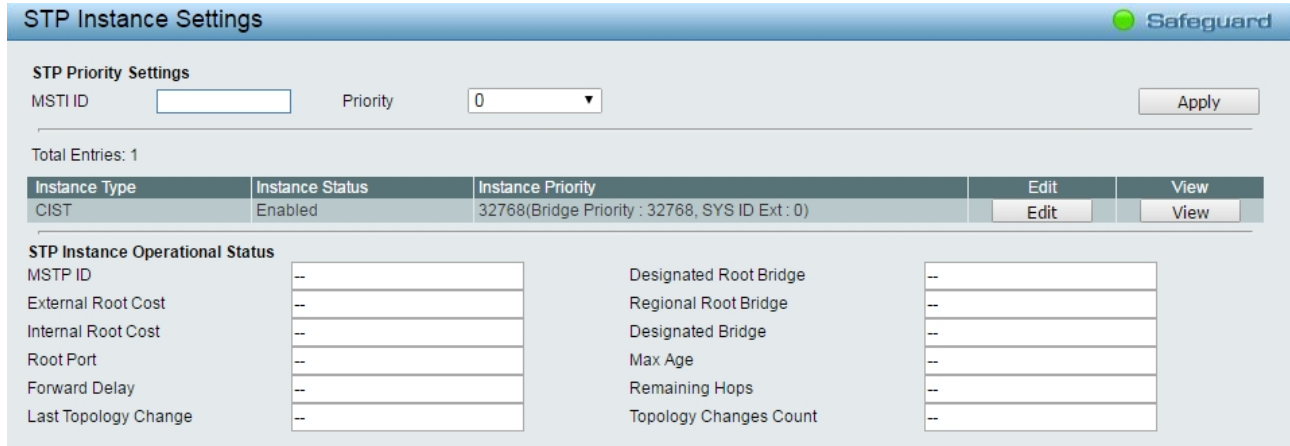 STP Instance Settings Safeguard
STP Priority Settings
MSTI ID Priority 0 Apply
Total Entries: 1
Instance Type Instance Status Instance Priority Edit View
CIST Enabled 32768(Bridge Priority : 32768, SYS ID Ext : 0) Edit View
STP Instance Operational Status
MSTP ID -- Designated Root Bridge --
External Root Cost -- Regional Root Bridge --
Internal Root Cost -- Designated Bridge --
Root Port -- Max Age --
Forward Delay -- Remaining Hops --
Last Topology Change -- Topology Changes Count --